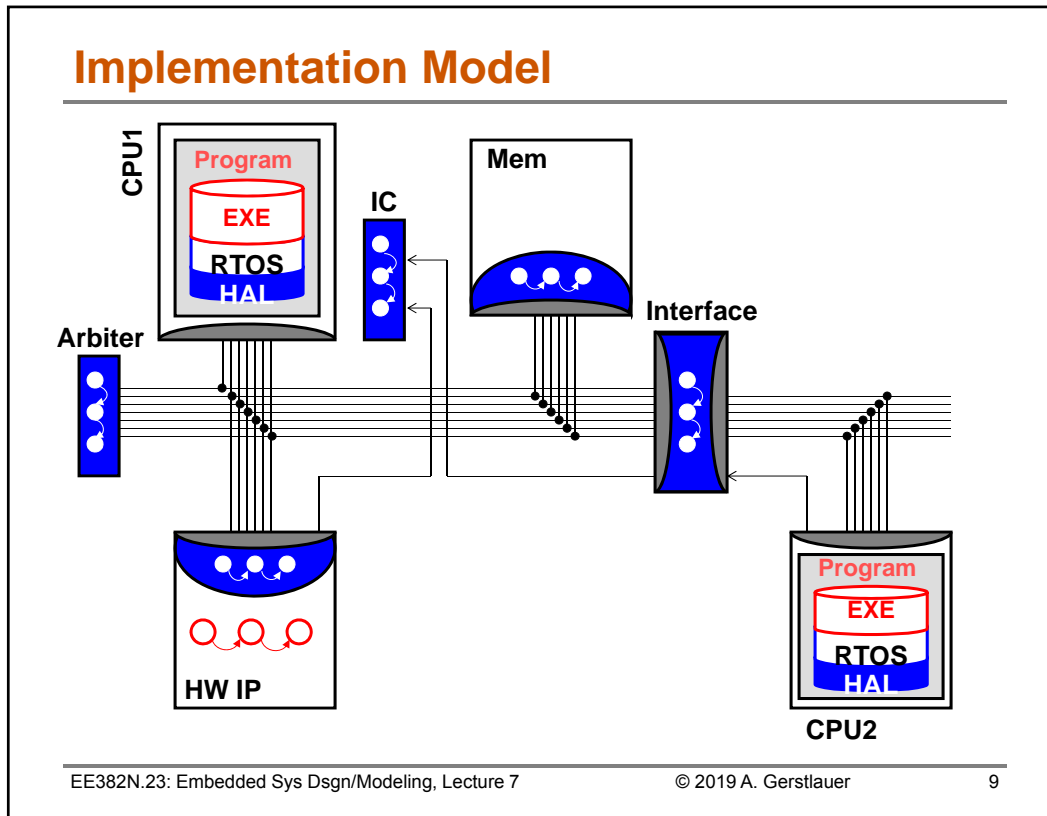 Implementation Model
CPU1
Program
EXE
RTOS
HAL
IC
Mem
Arbiter
Interface
HW IP
Program
EXE
RTOS
HAL
CPU2
EE382N.23: Embedded Sys Dsgn/Modeling, Lecture 7
© 2019 A. Gerstlauer
9